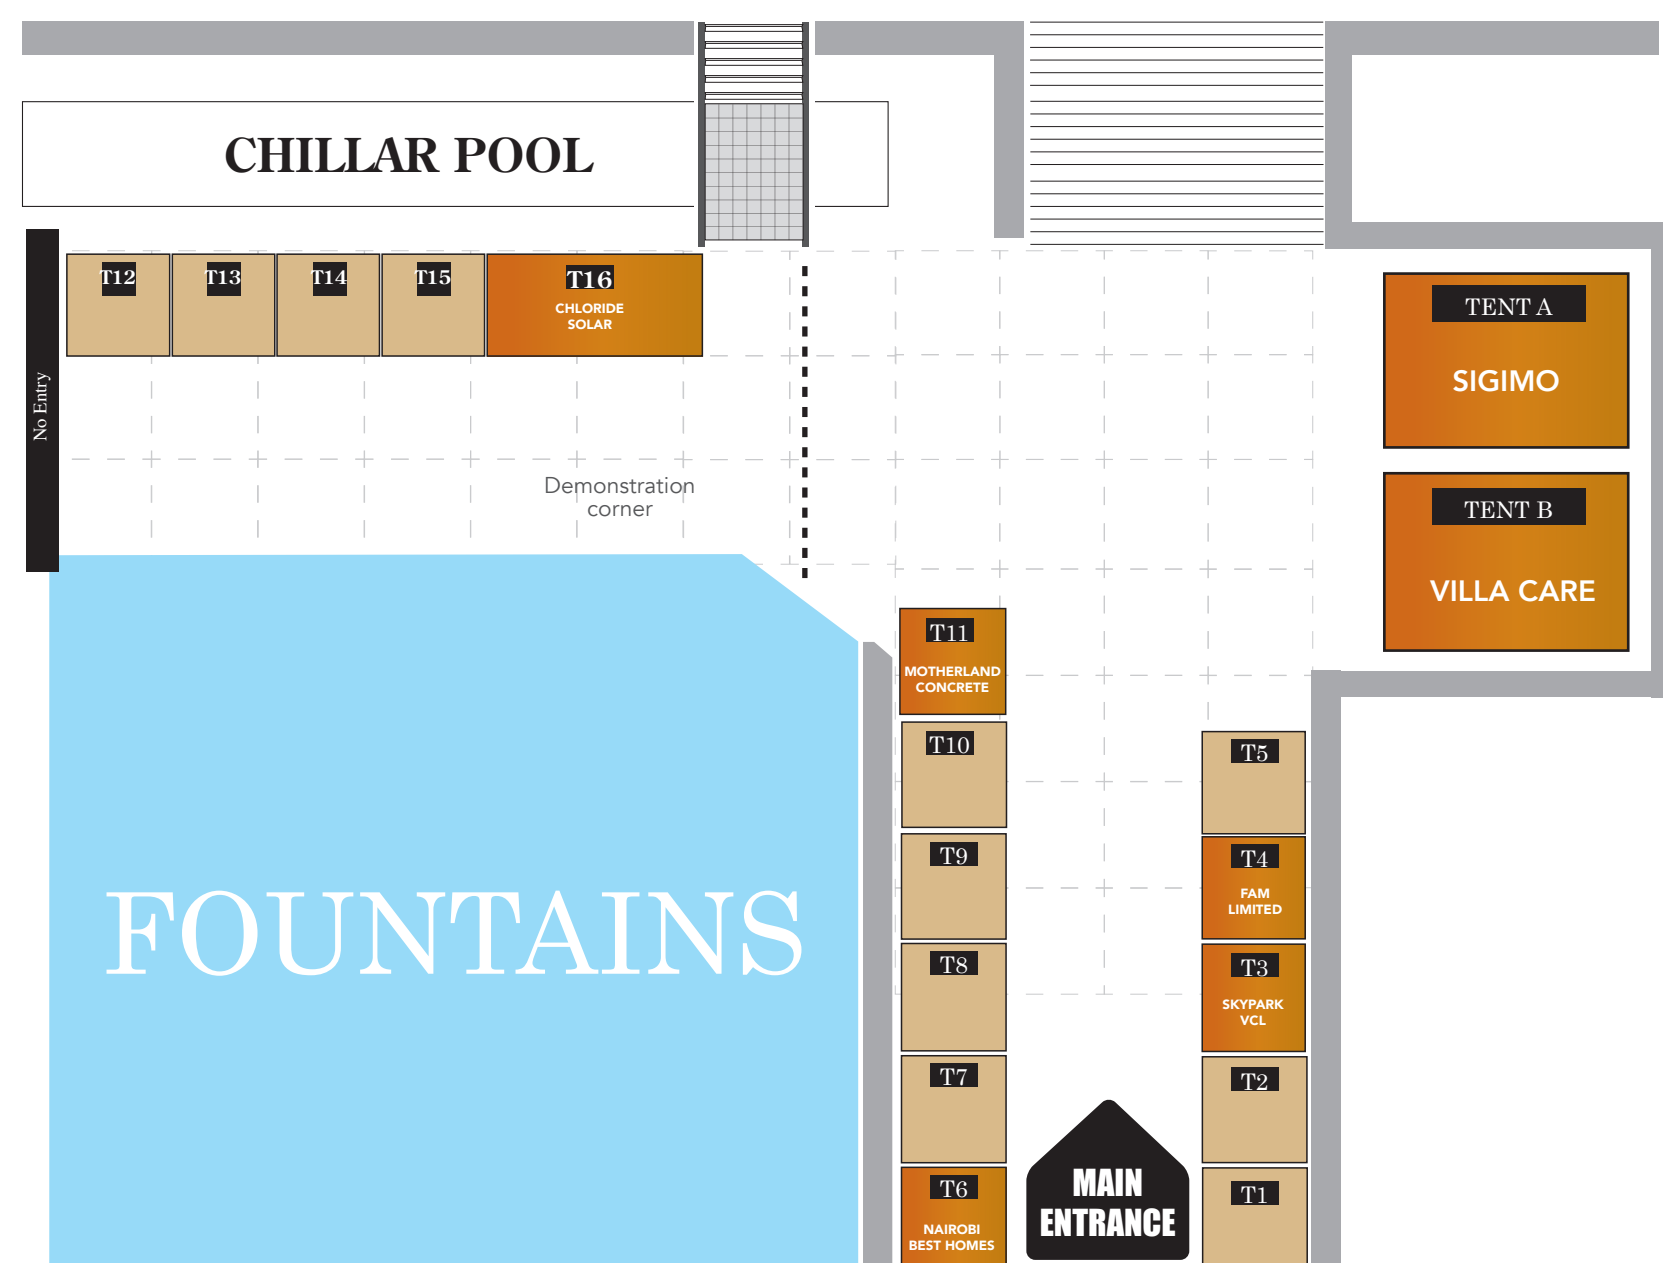 CHILLAR POOL
T12
T13
T14
T15
T16
CHLORIDE
SOLAR
No Entry
Demonstration
corner
TENT A
SIGIMO
TENT B
VILLA CARE
FOUNTAINS
T11
MOTHERLAND
CONCRETE
T10
T9
T8
T7
T6
NAIROBI
BEST HOMES
T5
T4
FAM
LIMITED
T3
SKYPARK
VCL
T2
T1
MAIN
ENTRANCE